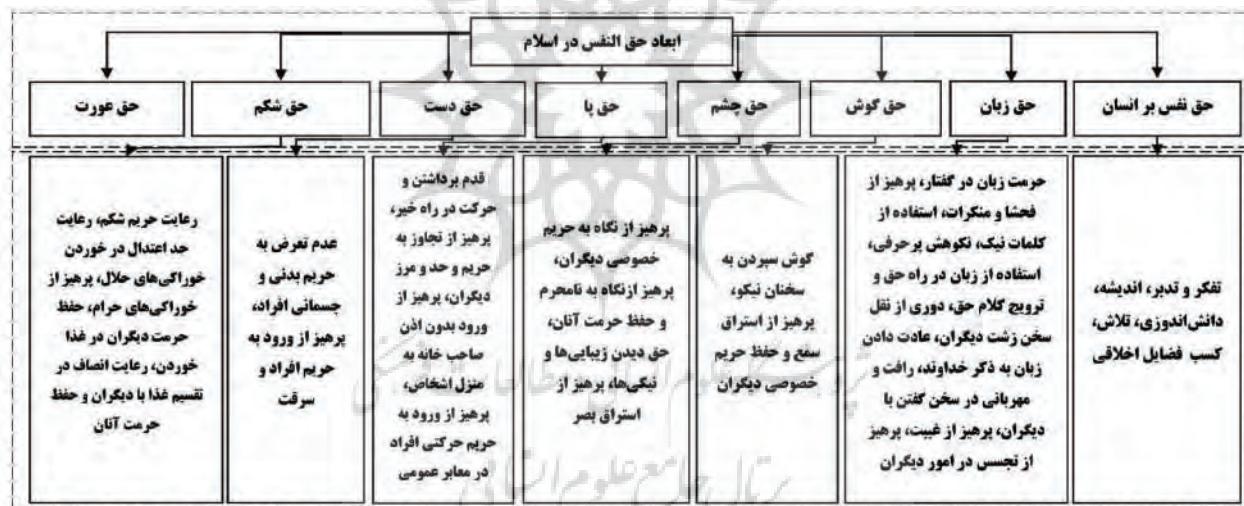 ابعاد حق النفس در اسلام
حق نفس بر انسان
حق زبان
حق گوش
حق چشم
حق پا
حق دست
حق شکم
حق عورت
تفکر و تدبر، اندیشه،
دانش‌اندوزی، تلاش،
کسب فضایل اخلاقی
حرمت زبان در گفتار، پرهیز از
فحشا و منکرات، استفاده از
کلمات نیک، نکوهش پرحرفی،
استفاده از زبان در راه حق و
ترویج کلام حق، دوری از نقل
سخن زشت دیگران، عادت دادن
زبان به ذکر خداوند، رافت و
مهربانی در سخن گفتن با
دیگران، پرهیز از غیبت، پرهیز
از تجسس در امور دیگران
گوش سپردن به
سخنان نیکو،
پرهیز از استراق
سمع و حفظ حریم
خصوصی دیگران
پرهیز از نگاه به حریم
خصوصی دیگران،
پرهیز ازنگاه به نامحرم
و حفظ حرمت آنان،
حق دیدن زیبایی‌ها و
نیکی‌ها، پرهیز از
استراق بصر
قدم برداشتن و
حرکت در راه خیر،
پرهیز از تجاوز به
حریم و حد و مرز
دیگران، پرهیز از
ورود بدون اذن
صاحب خانه به
منزل اشخاص،
پرهیز از ورود به
حریم حرکتی افراد
در معابر عمومی
عدم تعرض به
حریم بدنی و
جسمانی افراد،
پرهیز از ورود به
حریم افراد و
سرقت
رعایت حریم شکم، رعایت
حد اعتدال در خوردن
خوراکی‌های حلال، پرهیز از
خوراکی‌های حرام، حفظ
حرمت دیگران در غذا
خوردن، رعایت انصاف در
تقسیم غذا با دیگران و حفظ
حرمت آنان
پژوهشگاه علوم انسانی و مطالعات فرهنگی
پرتال جامع علوم انسانی